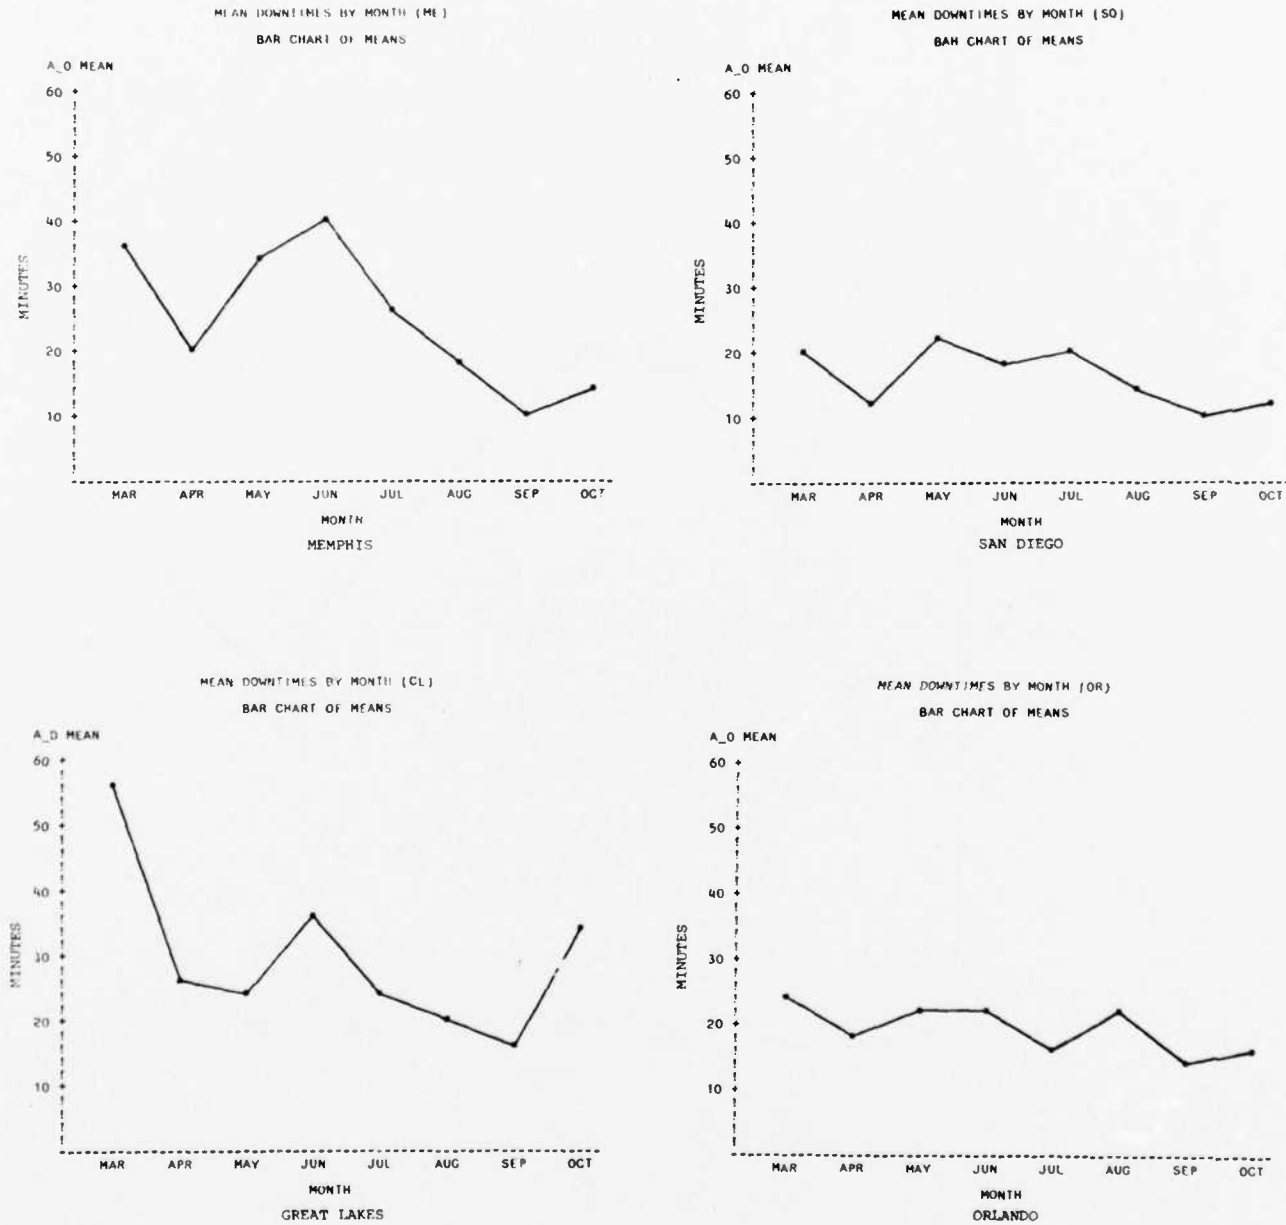 MEAN DOWNTIMES BY MONTH (ME)
BAR CHART OF MEANS
A_O MEAN
60
50
40
30
20
10
MINUTES
MAR APR MAY JUN JUL AUG SEP OCT
MONTH
MEMPHIS
MEAN DOWNTIMES BY MONTH (SO)
BAH CHART OF MEANS
A_O MEAN
60
50
40
30
20
10
MINUTES
MAR APR MAY JUN JUL AUG SEP OCT
MONTH
SAN DIEGO
MEAN DOWNTIMES BY MONTH (CL)
BAR CHART OF MEANS
A_D MEAN
60
50
40
30
20
10
MINUTES
MAR APR MAY JUN JUL AUG SEP OCT
MONTH
GREAT LAKES
MEAN DOWNTIMES BY MONTH (OR)
BAR CHART OF MEANS
A_O MEAN
60
50
40
30
20
10
MINUTES
MAR APR MAY JUN JUL AUG SEP OCT
MONTH
ORLANDO